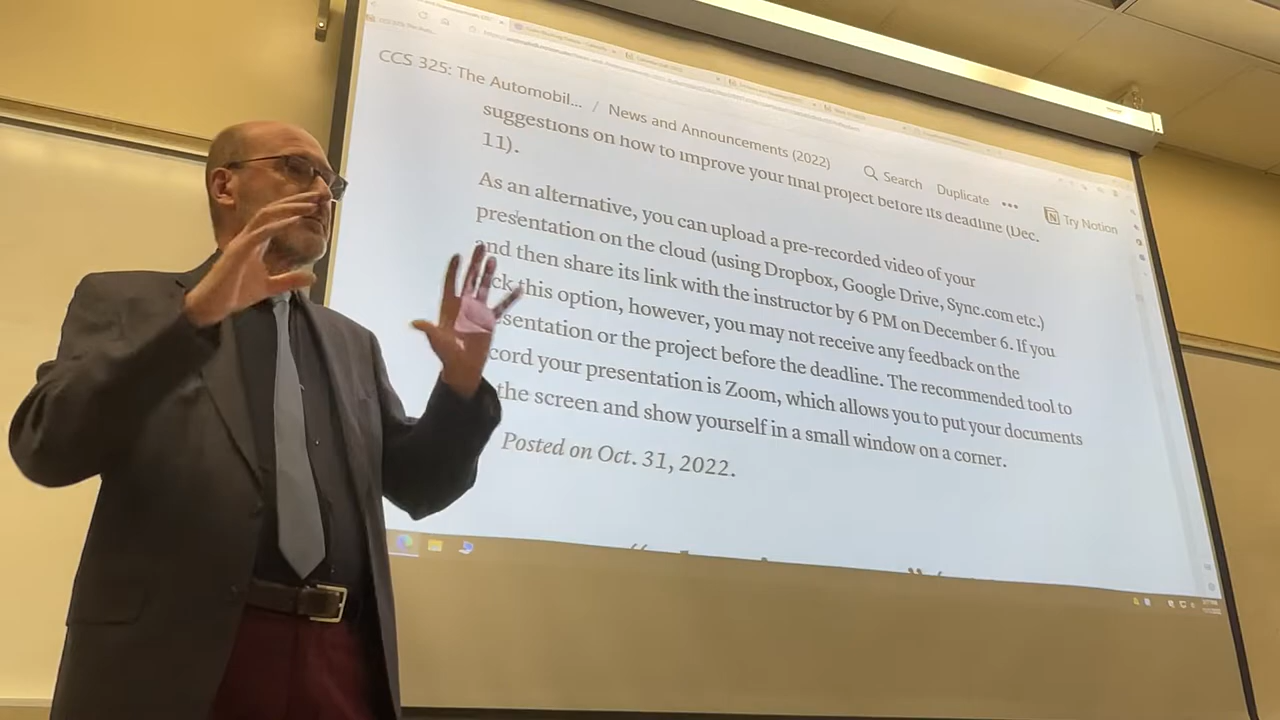 CCS 325: The Automobil... / News and Announcements (2022)
Search Duplicate ••• Try Notion
suggestions on how to improve your final project before its deadline (Dec.
11).
As an alternative, you can upload a pre-recorded video of your
presentation on the cloud (using Dropbox, Google Drive, Sync.com etc.)
and then share its link with the instructor by 6 PM on December 6. If you
this option, however, you may not receive any feedback on the
or the project before the deadline. The recommended tool to
your presentation is Zoom, which allows you to put your documents
the screen and show yourself in a small window on a corner.
Posted on Oct. 31, 2022.